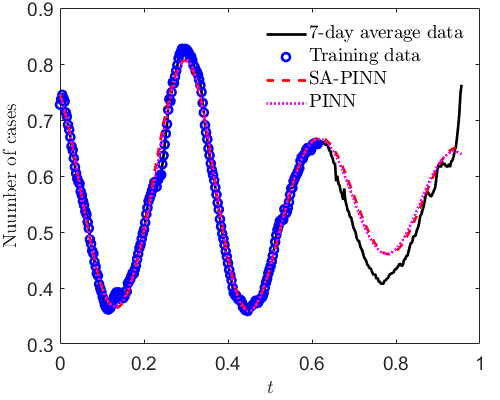 0.9
0.8
0.7
0.6
0.5
0.4
0.3
Nuumber of cases
7-day average data
Training data
SA-PINN
PINN
0
0.2
0.4
0.6
0.8
1
t